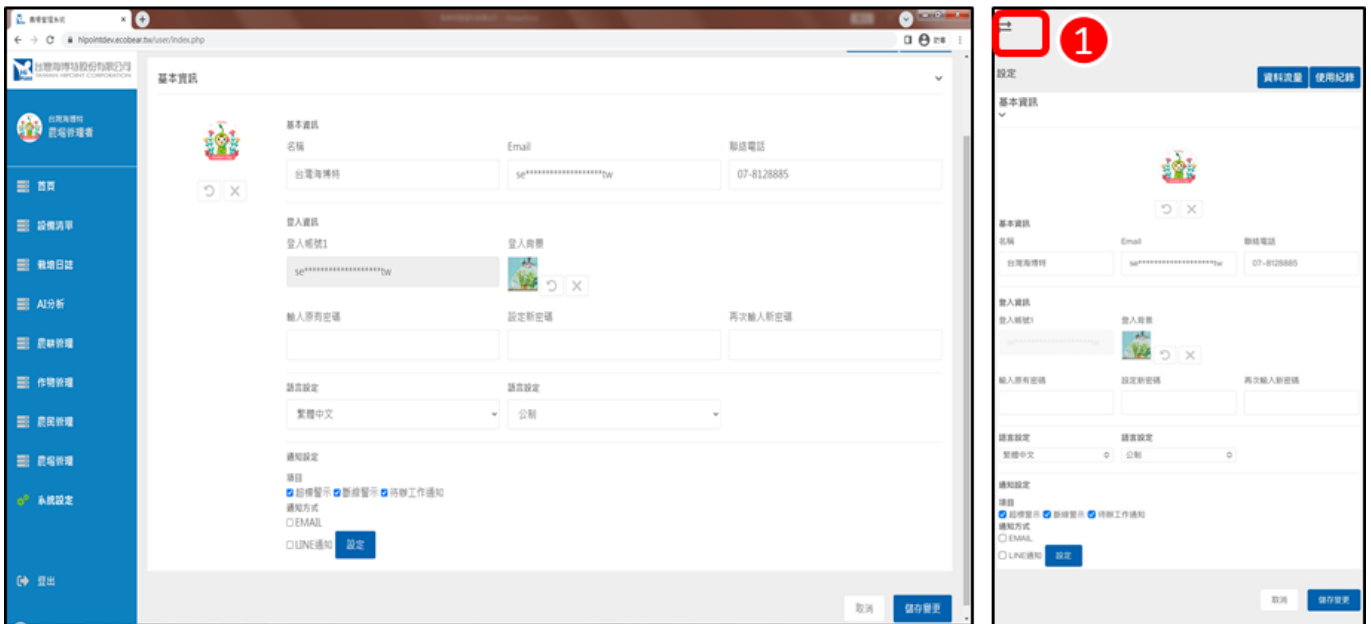 農場管理系統
hipointdev.ecobear.tw/user/index.php
台灣海博特股份有限公司
TAIWAN HIPOINT CORPORATION
台灣海博特
農場管理者
首頁
設備清單
栽培日誌
AI分析
農耕管理
作物管理
農民管理
農場管理
系統設定
登出
基本資訊
基本資訊
名稱 Email 聯絡電話
台灣海博特 se*******************tw 07-8128885
登入資訊
登入帳號1 登入背景
se*******************tw
輸入原有密碼 設定新密碼 再次輸入新密碼
語言設定 語言設定
繁體中文 公制
通知設定
項目
超標警示 斷線警示 待辦工作通知
通知方式
EMAIL
LINE通知 設定
取消 儲存變更
1
設定 資料流量 使用紀錄
基本資訊
基本資訊
名稱 Email 聯絡電話
台灣海博特 se*******************tw 07-8128885
登入資訊
登入帳號1 登入背景
輸入原有密碼 設定新密碼 再次輸入新密碼
語言設定 語言設定
繁體中文 公制
通知設定
項目
超標警示 斷線警示 待辦工作通知
通知方式
EMAIL
LINE通知 設定
取消 儲存變更